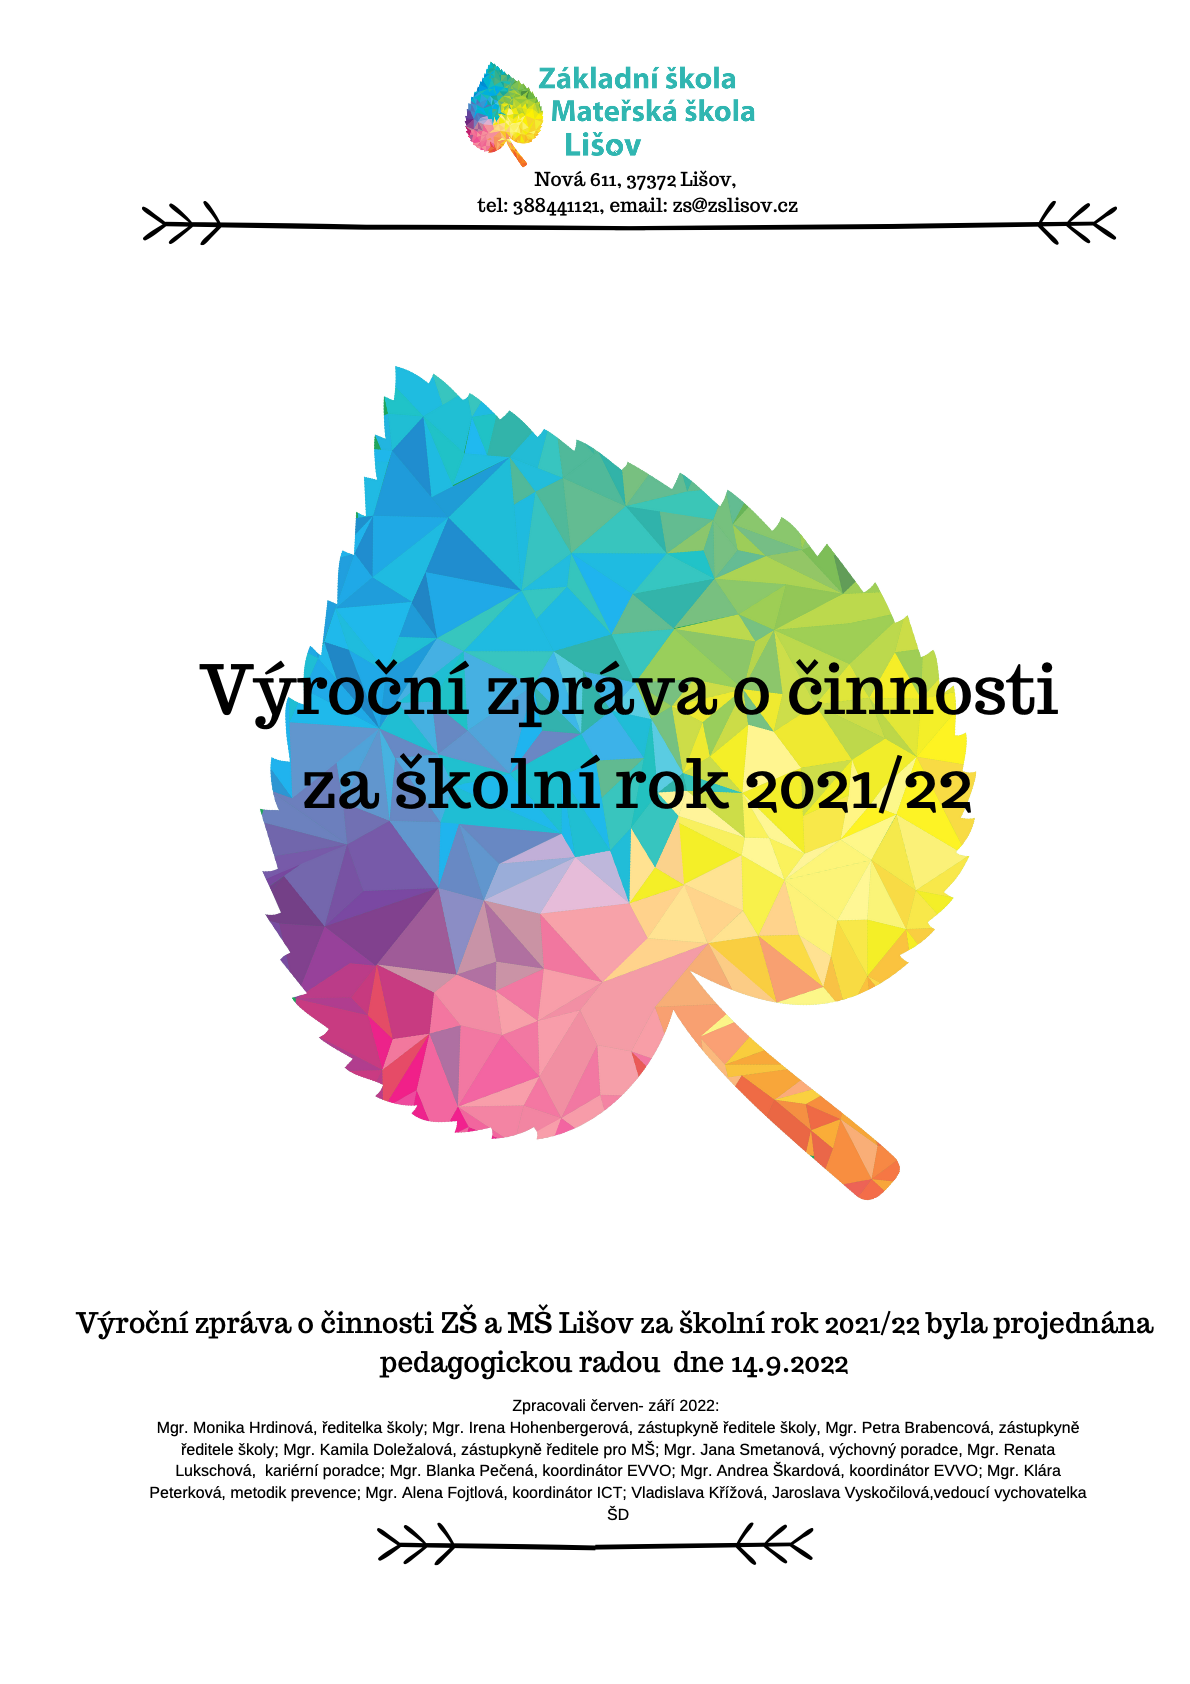 Základní škola
Mateřská škola
Lišov
Nová 611, 37372 Lišov,
tel: 388441121, email: zs@zslisov.cz
Výroční zpráva o činnosti
za školní rok 2021/22
Výroční zpráva o činnosti ZŠ a MŠ Lišov za školní rok 2021/22 byla projednána
pedagogickou radou  dne 14.9.2022
Zpracovali červen- září 2022:
Mgr. Monika Hrdinová, ředitelka školy; Mgr. Irena Hohenbergerová, zástupkyně ředitele školy, Mgr. Petra Brabencová, zástupkyně
ředitele školy; Mgr. Kamila Doležalová, zástupkyně ředitele pro MŠ; Mgr. Jana Smetanová, výchovný poradce, Mgr. Renata
Lukschová,  kariérní poradce; Mgr. Blanka Pečená, koordinátor EVVO; Mgr. Andrea Škardová, koordinátor EVVO; Mgr. Klára
Peterková, metodik prevence; Mgr. Alena Fojtlová, koordinátor ICT; Vladislava Křížová, Jaroslava Vyskočilová,vedoucí vychovatelka
ŠD